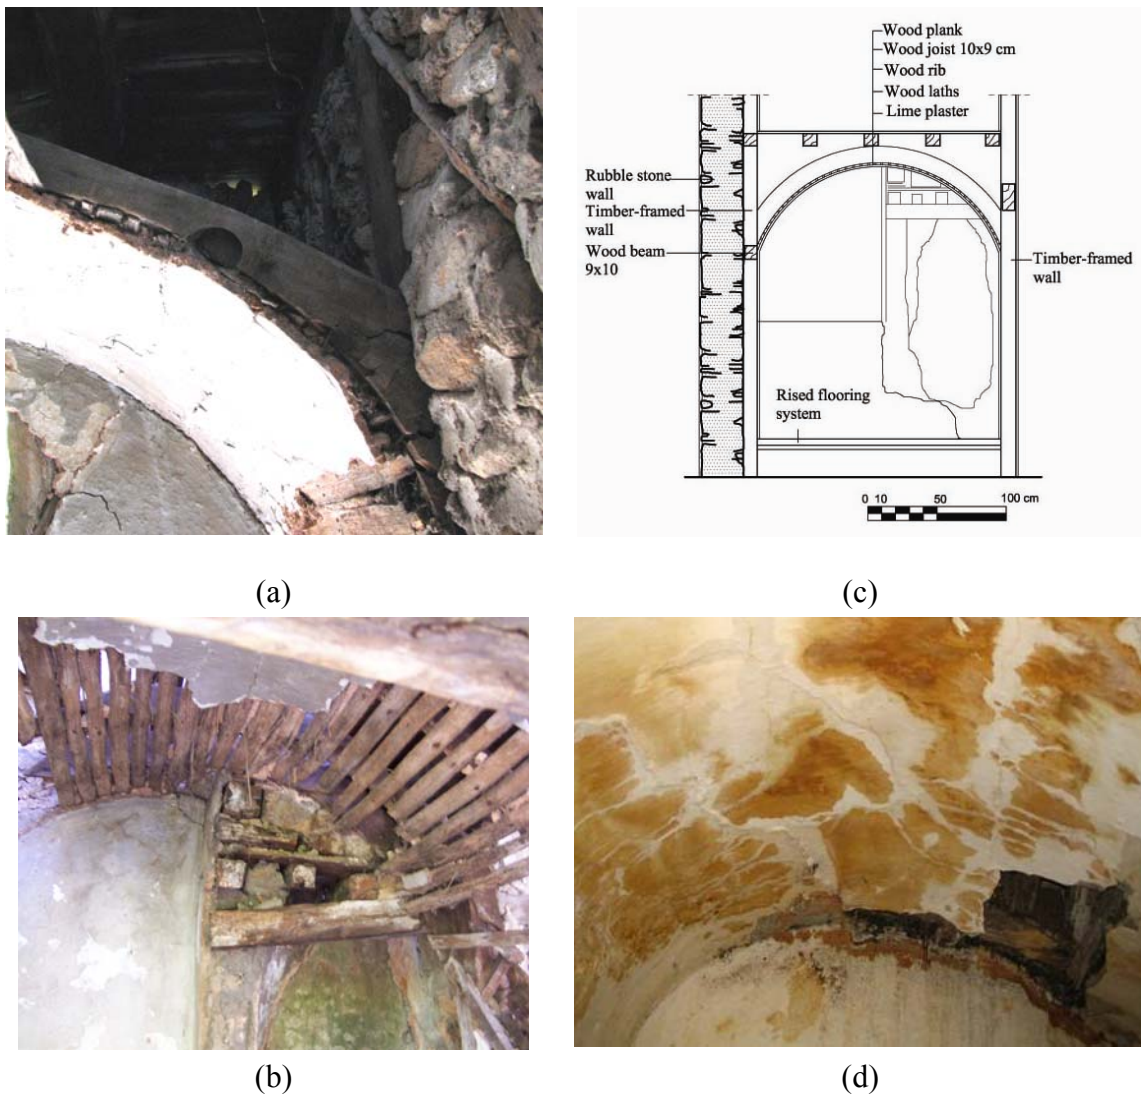 Wood plank
Wood joist 10x9 cm
Wood rib
Wood laths
Lime plaster
Rubble stone
wall
Timber-framed
wall
Wood beam
9x10
Timber-framed
wall
Rised flooring
system
0 10 50 100 cm
(a)
(c)
(b)
(d)